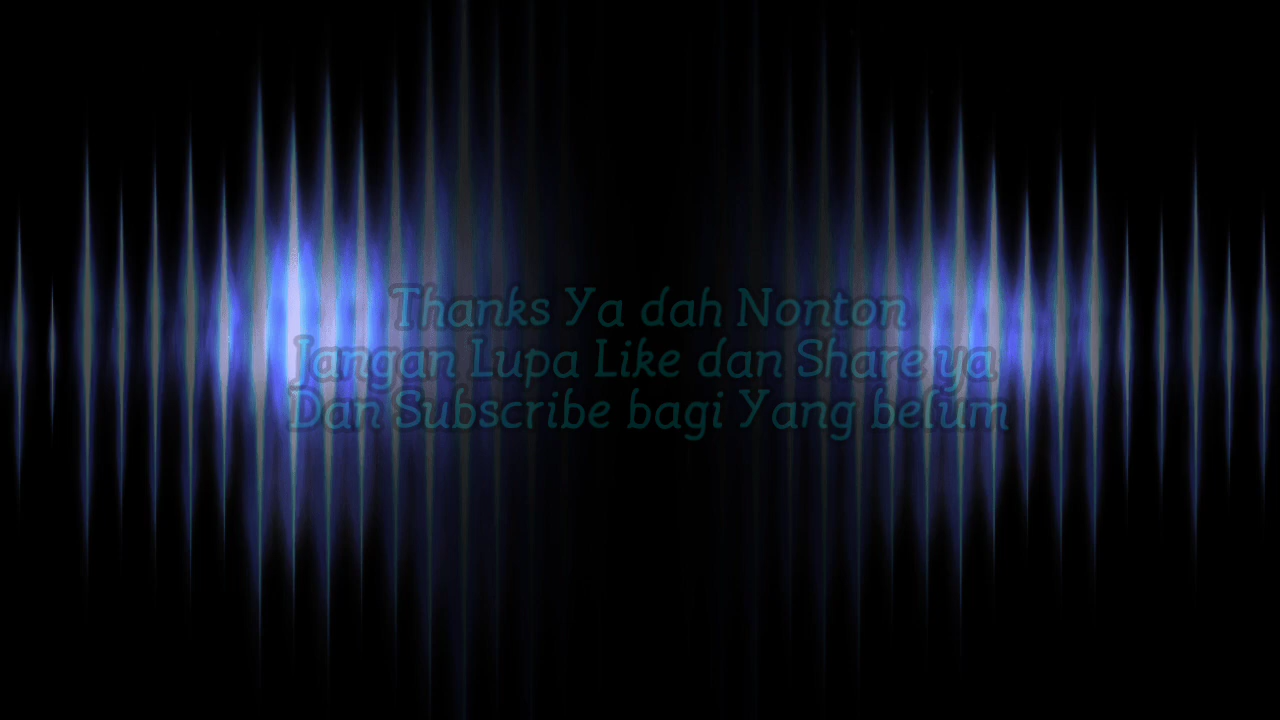 Thanks Ya dah Nonton
Jangan Lupa Like dan Share ya
Dan Subscribe bagi Yang belum